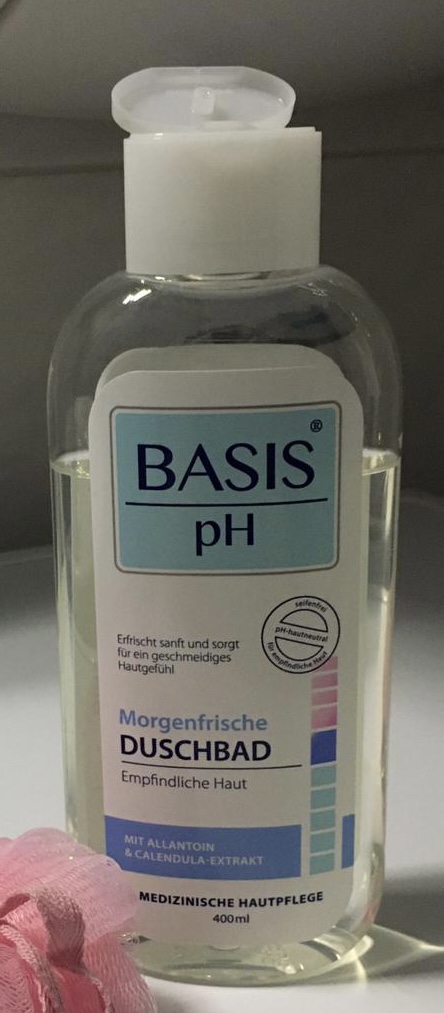 BASIS®
pH
seifenfrei
pH-hautneutral
für empfindliche Haut
Erfrischt sanft und sorgt
für ein geschmeidiges
Hautgefühl
Morgenfrische
DUSCHBAD
Empfindliche Haut
MIT ALLANTOIN
& CALENDULA-EXTRAKT
MEDIZINISCHE HAUTPFLEGE
400ml